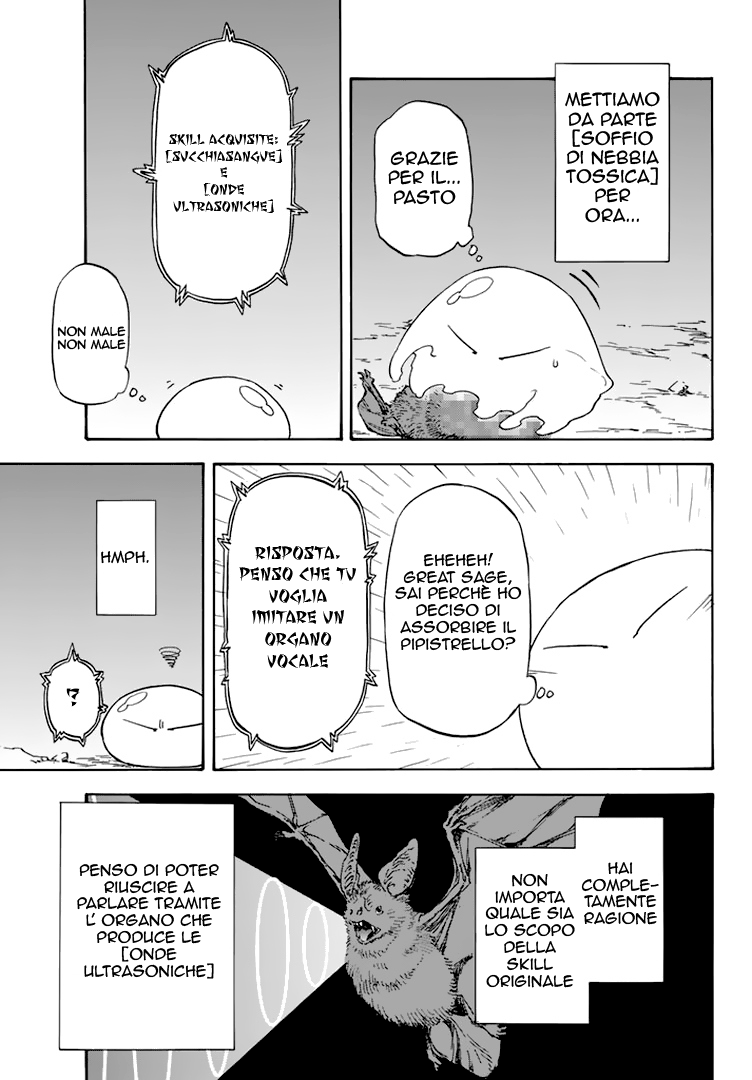 METTIAMO
DA PARTE
[SOFFIO
DI NEBBIA
TOSSICA]
PER
ORA...
GRAZIE
PER IL...
PASTO
SKILL ACQUISITE:
[SUCCHIASANGUE]
E
[ONDE
ULTRASONICHE]
NON MALE
NON MALE
EHEHEH!
GREAT SAGE,
SAI PERCHÈ HO
DECISO DI
ASSORBIRE IL
PIPISTRELLO?
RISPOSTA.
PENSO CHE TU
VOGLIA
IMITARE UN
ORGANO
VOCALE
HMPH.
?
HAI
COMPLE-
TAMENTE
RAGIONE
NON
IMPORTA
QUALE SIA
LO SCOPO
DELLA
SKILL
ORIGINALE
PENSO DI POTER
RIUSCIRE A
PARLARE TRAMITE
L' ORGANO CHE
PRODUCE LE
[ONDE
ULTRASONICHE]